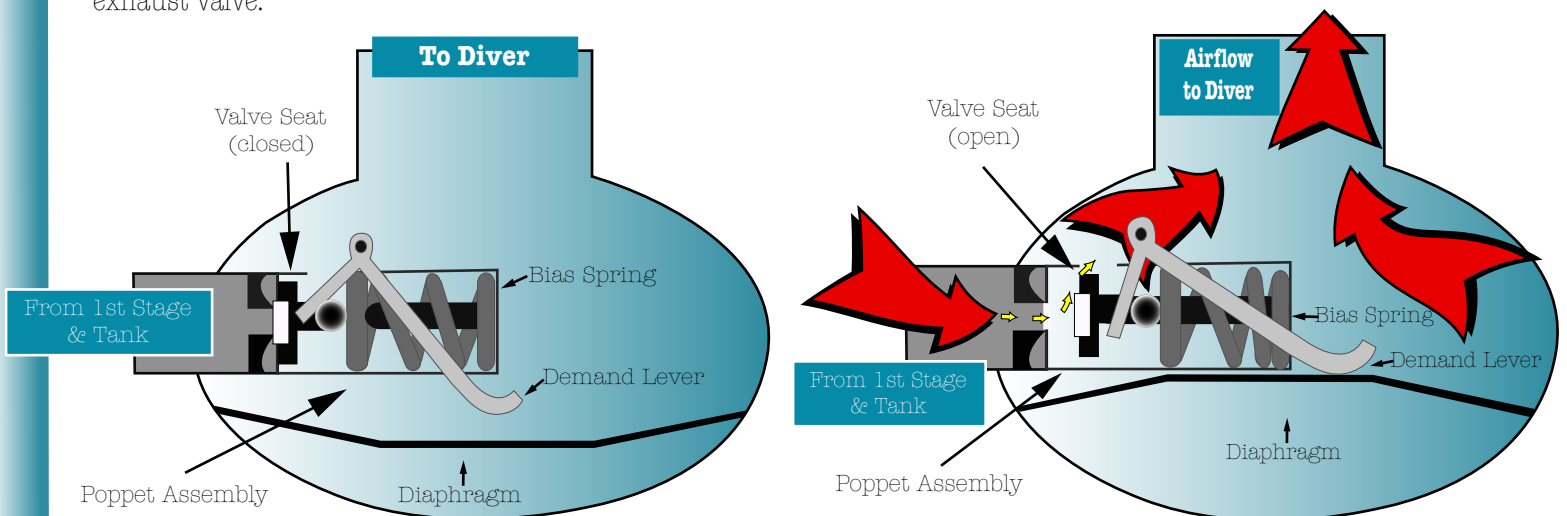 exhaust valve.
To Diver
Valve Seat
(closed)
Bias Spring
From 1st Stage
& Tank
Demand Lever
Poppet Assembly
Diaphragm
Airflow
to Diver
Valve Seat
(open)
Bias Spring
Demand Lever
From 1st Stage
& Tank
Diaphragm
Poppet Assembly